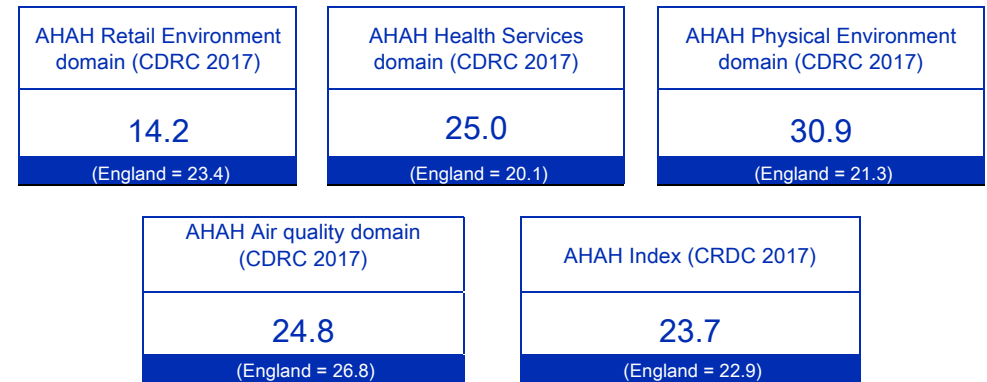 AHAH Retail Environment
domain (CDRC 2017)
14.2
(England = 23.4)
AHAH Health Services
domain (CDRC 2017)
25.0
(England = 20.1)
AHAH Physical Environment
domain (CDRC 2017)
30.9
(England = 21.3)
AHAH Air quality domain
(CDRC 2017)
24.8
(England = 26.8)
AHAH Index (CRDC 2017)
23.7
(England = 22.9)